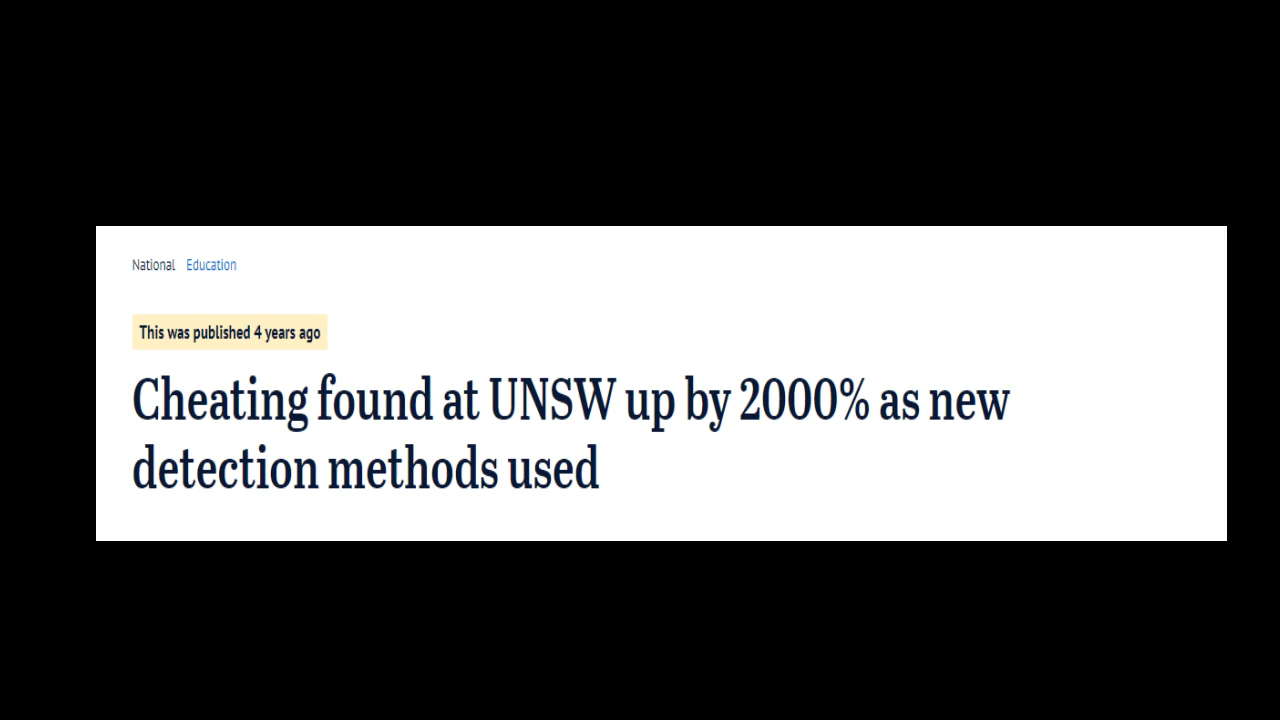 National Education
This was published 4 years ago
Cheating found at UNSW up by 2000% as new
detection methods used